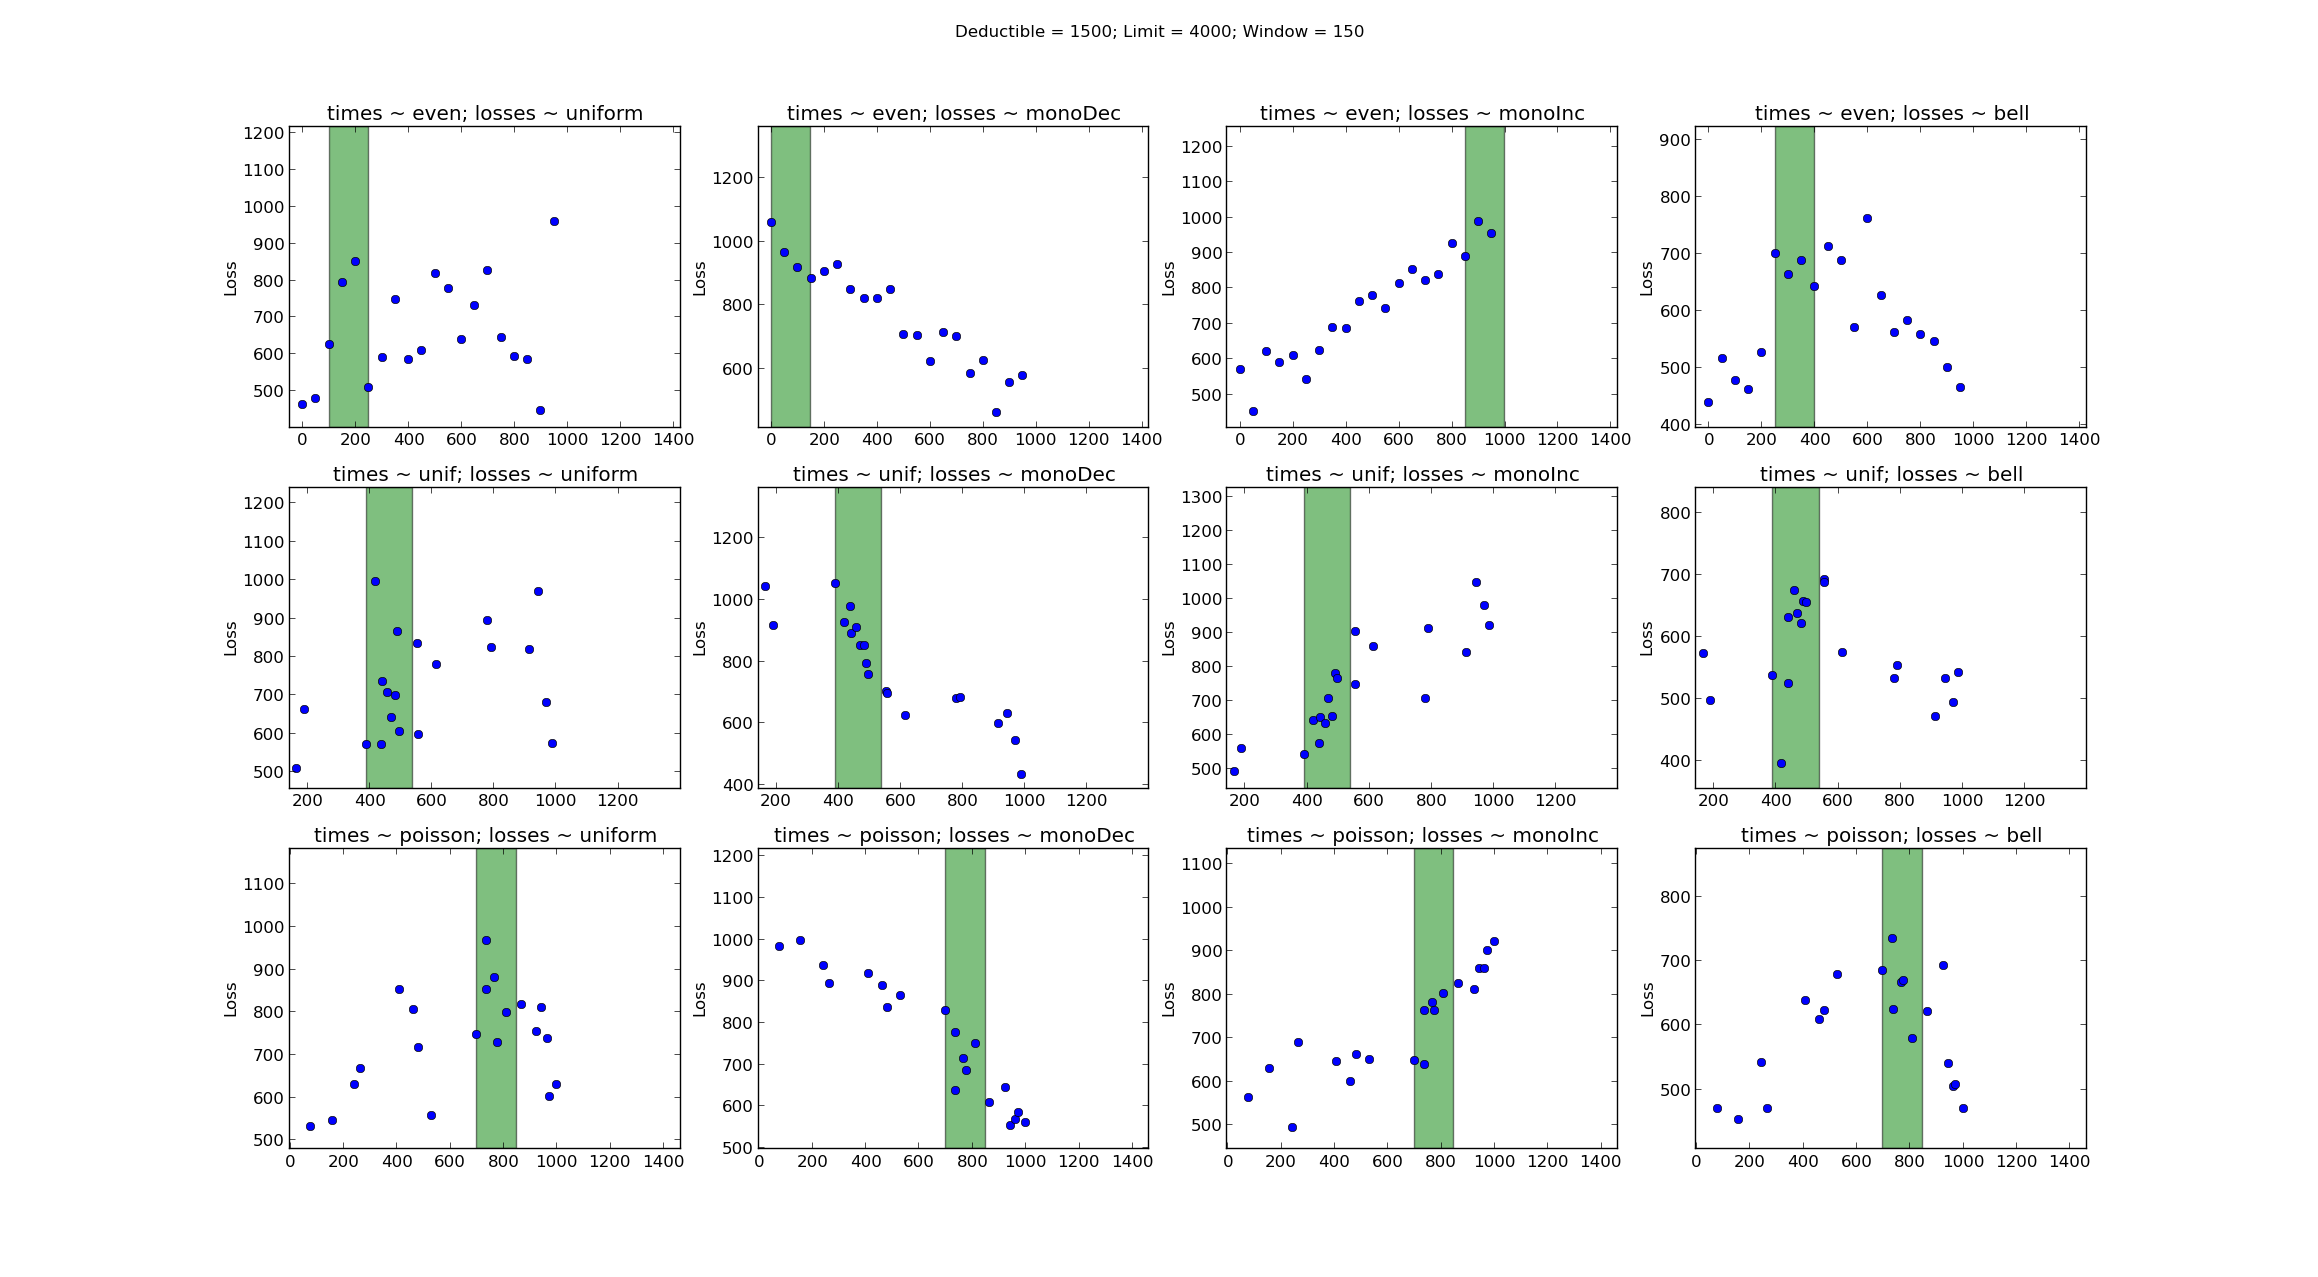 Deductible = 1500; Limit = 4000; Window = 150
times ~ even; losses ~ uniform
times ~ even; losses ~ monoDec
times ~ even; losses ~ monoInc
times ~ even; losses ~ bell
Loss
1200
1100
1000
900
800
700
600
500
0 200 400 600 800 1000 1200 1400
Loss
1200
1000
800
600
0 200 400 600 800 1000 1200 1400
Loss
1200
1100
1000
900
800
700
600
500
0 200 400 600 800 1000 1200 1400
Loss
900
800
700
600
500
400
0 200 400 600 800 1000 1200 1400
times ~ unif; losses ~ uniform
times ~ unif; losses ~ monoDec
times ~ unif; losses ~ monoInc
times ~ unif; losses ~ bell
Loss
1200
1100
1000
900
800
700
600
500
200 400 600 800 1000 1200
Loss
1200
1000
800
600
400
200 400 600 800 1000 1200
Loss
1300
1200
1100
1000
900
800
700
600
500
200 400 600 800 1000 1200
Loss
800
700
600
500
400
200 400 600 800 1000 1200
times ~ poisson; losses ~ uniform
times ~ poisson; losses ~ monoDec
times ~ poisson; losses ~ monoInc
times ~ poisson; losses ~ bell
Loss
1100
1000
900
800
700
600
500
0 200 400 600 800 1000 1200 1400
Loss
1200
1100
1000
900
800
700
600
500
0 200 400 600 800 1000 1200 1400
Loss
1100
1000
900
800
700
600
500
0 200 400 600 800 1000 1200 1400
Loss
800
700
600
500
0 200 400 600 800 1000 1200 1400